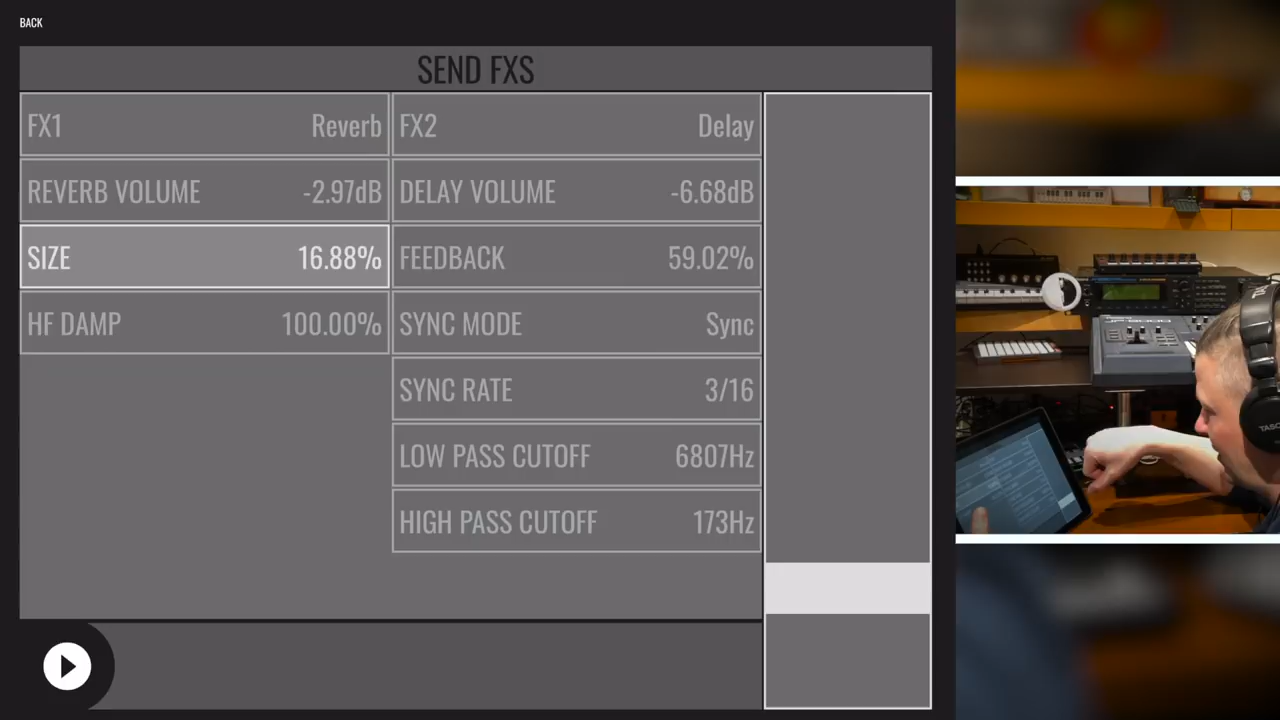 BACK
SEND FXS
FX1 Reverb
REVERB VOLUME -2.97dB
SIZE 16.88%
HF DAMP 100.00%
FX2 Delay
DELAY VOLUME -6.68dB
FEEDBACK 59.02%
SYNC MODE Sync
SYNC RATE 3/16
LOW PASS CUTOFF 6807Hz
HIGH PASS CUTOFF 173Hz